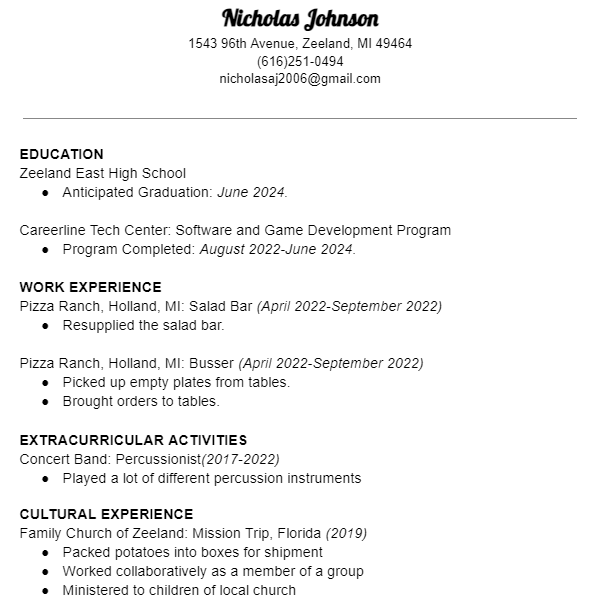 Nicholas Johnson
1543 96th Avenue, Zeeland, MI 49464
(616)251-0494
nicholasaj2006@gmail.com
EDUCATION
Zeeland East High School
● Anticipated Graduation: June 2024.
Careerline Tech Center: Software and Game Development Program
● Program Completed: August 2022-June 2024.
WORK EXPERIENCE
Pizza Ranch, Holland, MI: Salad Bar (April 2022-September 2022)
● Resupplied the salad bar.
Pizza Ranch, Holland, MI: Busser (April 2022-September 2022)
● Picked up empty plates from tables.
● Brought orders to tables.
EXTRACURRICULAR ACTIVITIES
Concert Band: Percussionist(2017-2022)
● Played a lot of different percussion instruments
CULTURAL EXPERIENCE
Family Church of Zeeland: Mission Trip, Florida (2019)
● Packed potatoes into boxes for shipment
● Worked collaboratively as a member of a group
● Ministered to children of local church